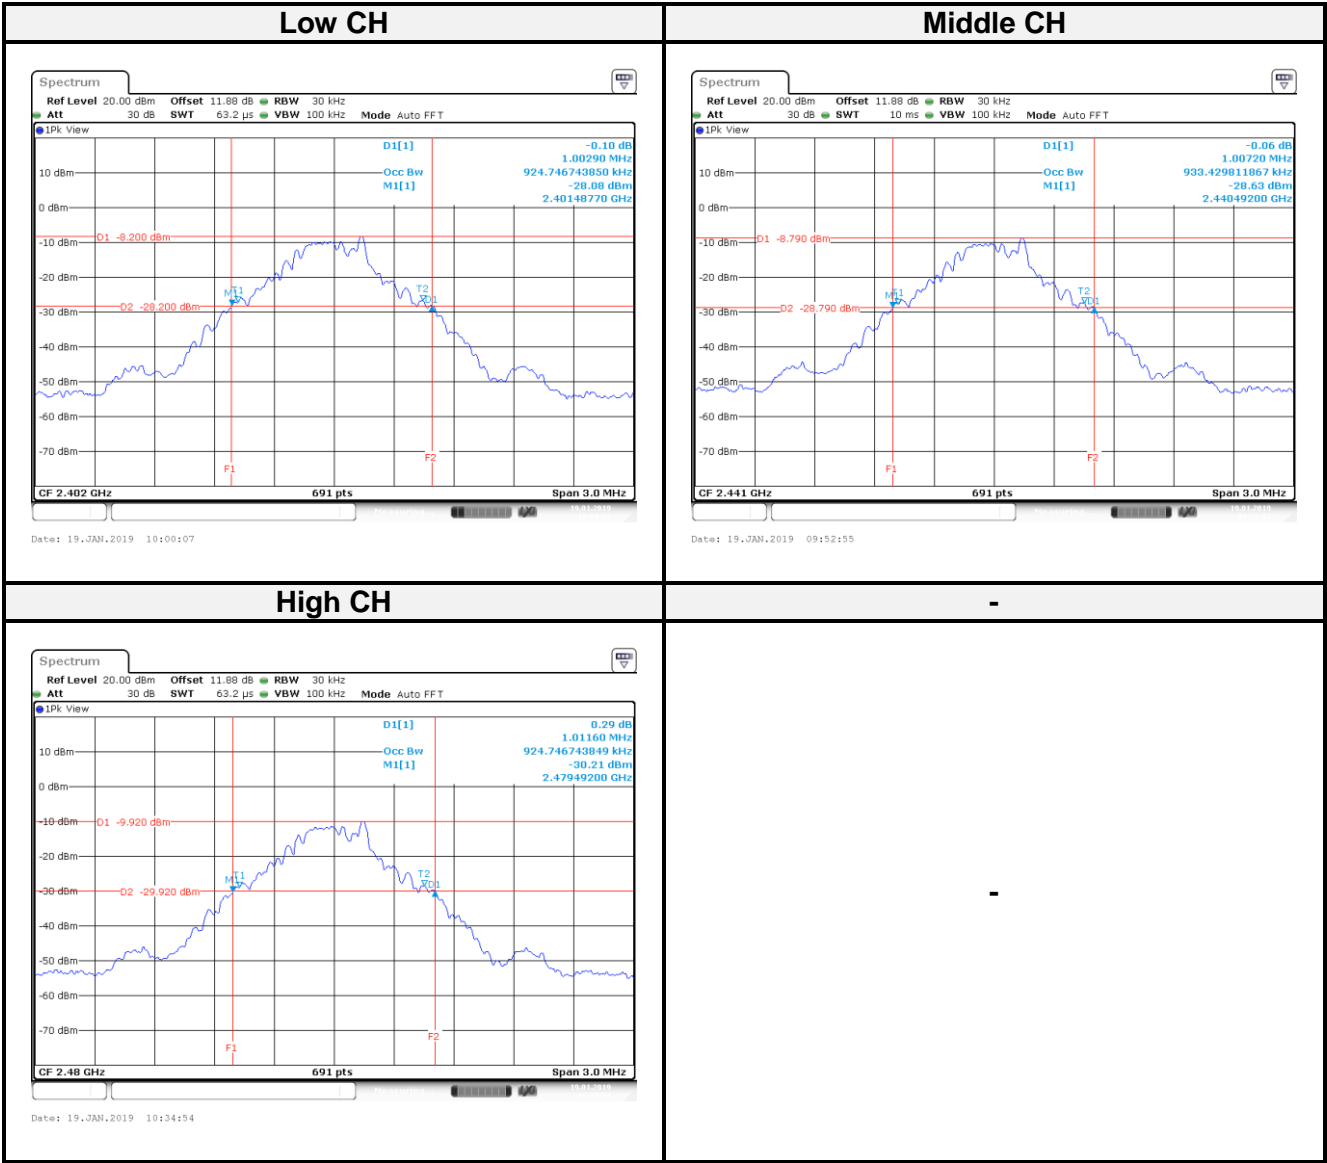 Low CH
Middle CH
Spectrum
Ref Level 20.00 dBm Offset 11.88 dB RBW 30 kHz
Att 30 dB SWT 63.2 µs VBW 100 kHz Mode Auto FFT
1Pk View
D1[1] -0.10 dB
1.00290 MHz
Occ Bw 924.746743850 kHz
M1[1] -28.08 dBm
2.40148770 GHz
10 dBm
0 dBm
D1 -8.200 dBm
-10 dBm
-20 dBm
M1 T1 T2 D1
D2 -28.200 dBm
-30 dBm
-40 dBm
-50 dBm
-60 dBm
-70 dBm
F1 F2
CF 2.402 GHz 691 pts Span 3.0 MHz
19.01.2019
Date: 19.JAN.2019 10:00:07
Spectrum
Ref Level 20.00 dBm Offset 11.88 dB RBW 30 kHz
Att 30 dB SWT 10 ms VBW 100 kHz Mode Auto FFT
1Pk View
D1[1] -0.06 dB
1.00720 MHz
Occ Bw 933.429811867 kHz
M1[1] -28.63 dBm
2.44049200 GHz
10 dBm
0 dBm
D1 -8.790 dBm
-10 dBm
-20 dBm
M1 T1 T2 D1
D2 -28.790 dBm
-30 dBm
-40 dBm
-50 dBm
-60 dBm
-70 dBm
F1 F2
CF 2.441 GHz 691 pts Span 3.0 MHz
19.01.2019
Date: 19.JAN.2019 09:52:55
High CH
-
Spectrum
Ref Level 20.00 dBm Offset 11.88 dB RBW 30 kHz
Att 30 dB SWT 63.2 µs VBW 100 kHz Mode Auto FFT
1Pk View
D1[1] 0.29 dB
1.01160 MHz
Occ Bw 924.746743849 kHz
M1[1] -30.21 dBm
2.47949200 GHz
10 dBm
0 dBm
-10 dBm D1 -9.920 dBm
-20 dBm
M1 T1 T2 D1
-30 dBm D2 -29.920 dBm
-40 dBm
-50 dBm
-60 dBm
-70 dBm
F1 F2
CF 2.48 GHz 691 pts Span 3.0 MHz
19.01.2019
Date: 19.JAN.2019 10:34:54
-